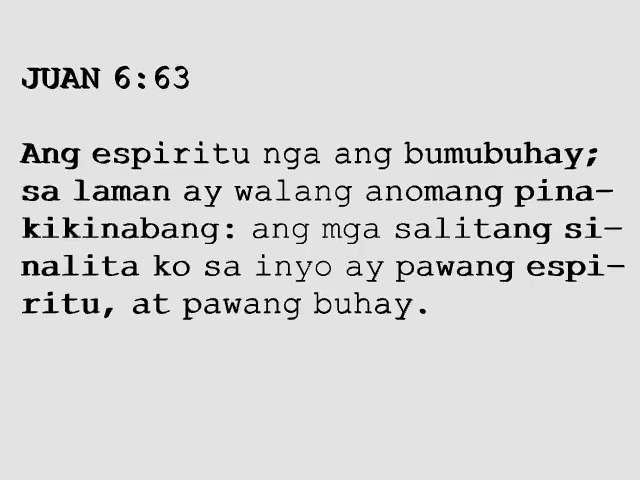 JUAN 6:63
Ang espiritu nga ang bumubuhay;
sa laman ay walang anomang pina-
kikinabang: ang mga salitang si-
nalita ko sa inyo ay pawang espi-
ritu, at pawang buhay.